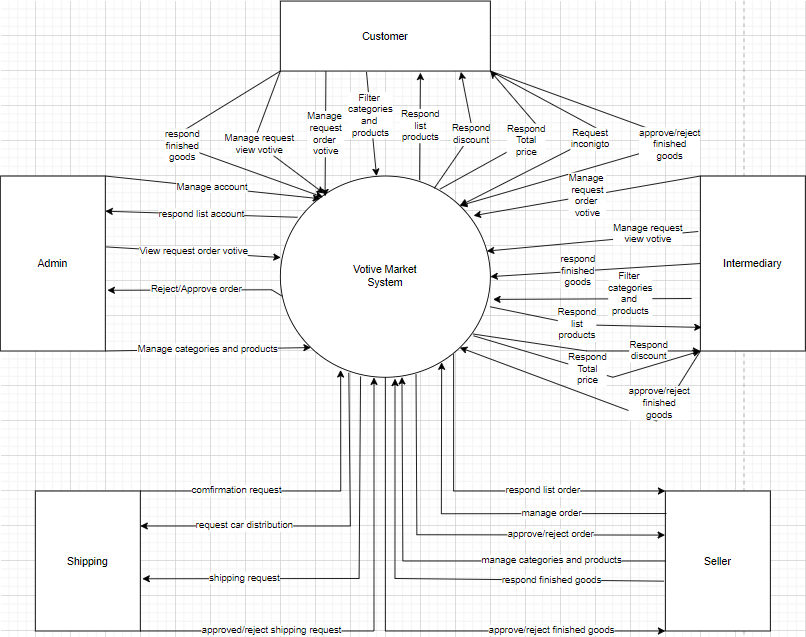 Customer
respond
finished
goods
Manage request
view votive
Manage
request
order
votive
Filter
categories
and
products
Respond
list
products
Respond
discount
Respond
Total
price
Request
inconigto
approve/reject
finished
goods
Manage account
respond list account
View request order votive
Reject/Approve order
Manage categories and products
Admin
Votive Market
System
Manage
request
order
votive
Manage request
view votive
respond
finished
goods
Filter
categories
and
products
Respond
list
products
Respond
discount
Respond
Total
price
approve/reject
finished
goods
Intermediary
comfirmation request
request car distribution
shipping request
approved/reject shipping request
Shipping
respond list order
manage order
approve/reject order
manage categories and products
respond finished goods
approve/reject finished goods
Seller